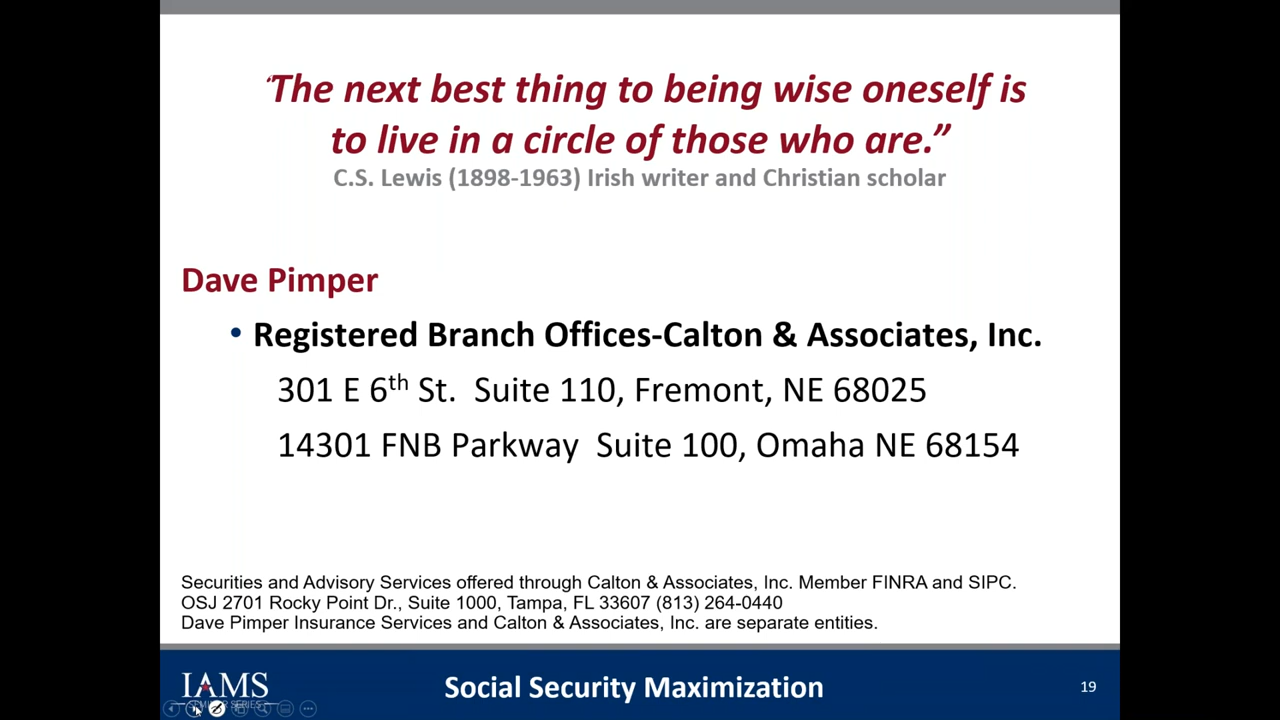 ‘The next best thing to being wise oneself is
to live in a circle of those who are.”
C.S. Lewis (1898-1963) Irish writer and Christian scholar
Dave Pimper
• Registered Branch Offices-Calton & Associates, Inc.
301 E 6th St.  Suite 110, Fremont, NE 68025
14301 FNB Parkway  Suite 100, Omaha NE 68154
Securities and Advisory Services offered through Calton & Associates, Inc. Member FINRA and SIPC.
OSJ 2701 Rocky Point Dr., Suite 1000, Tampa, FL 33607 (813) 264-0440
Dave Pimper Insurance Services and Calton & Associates, Inc. are separate entities.
IAMS
Social Security Maximization
19